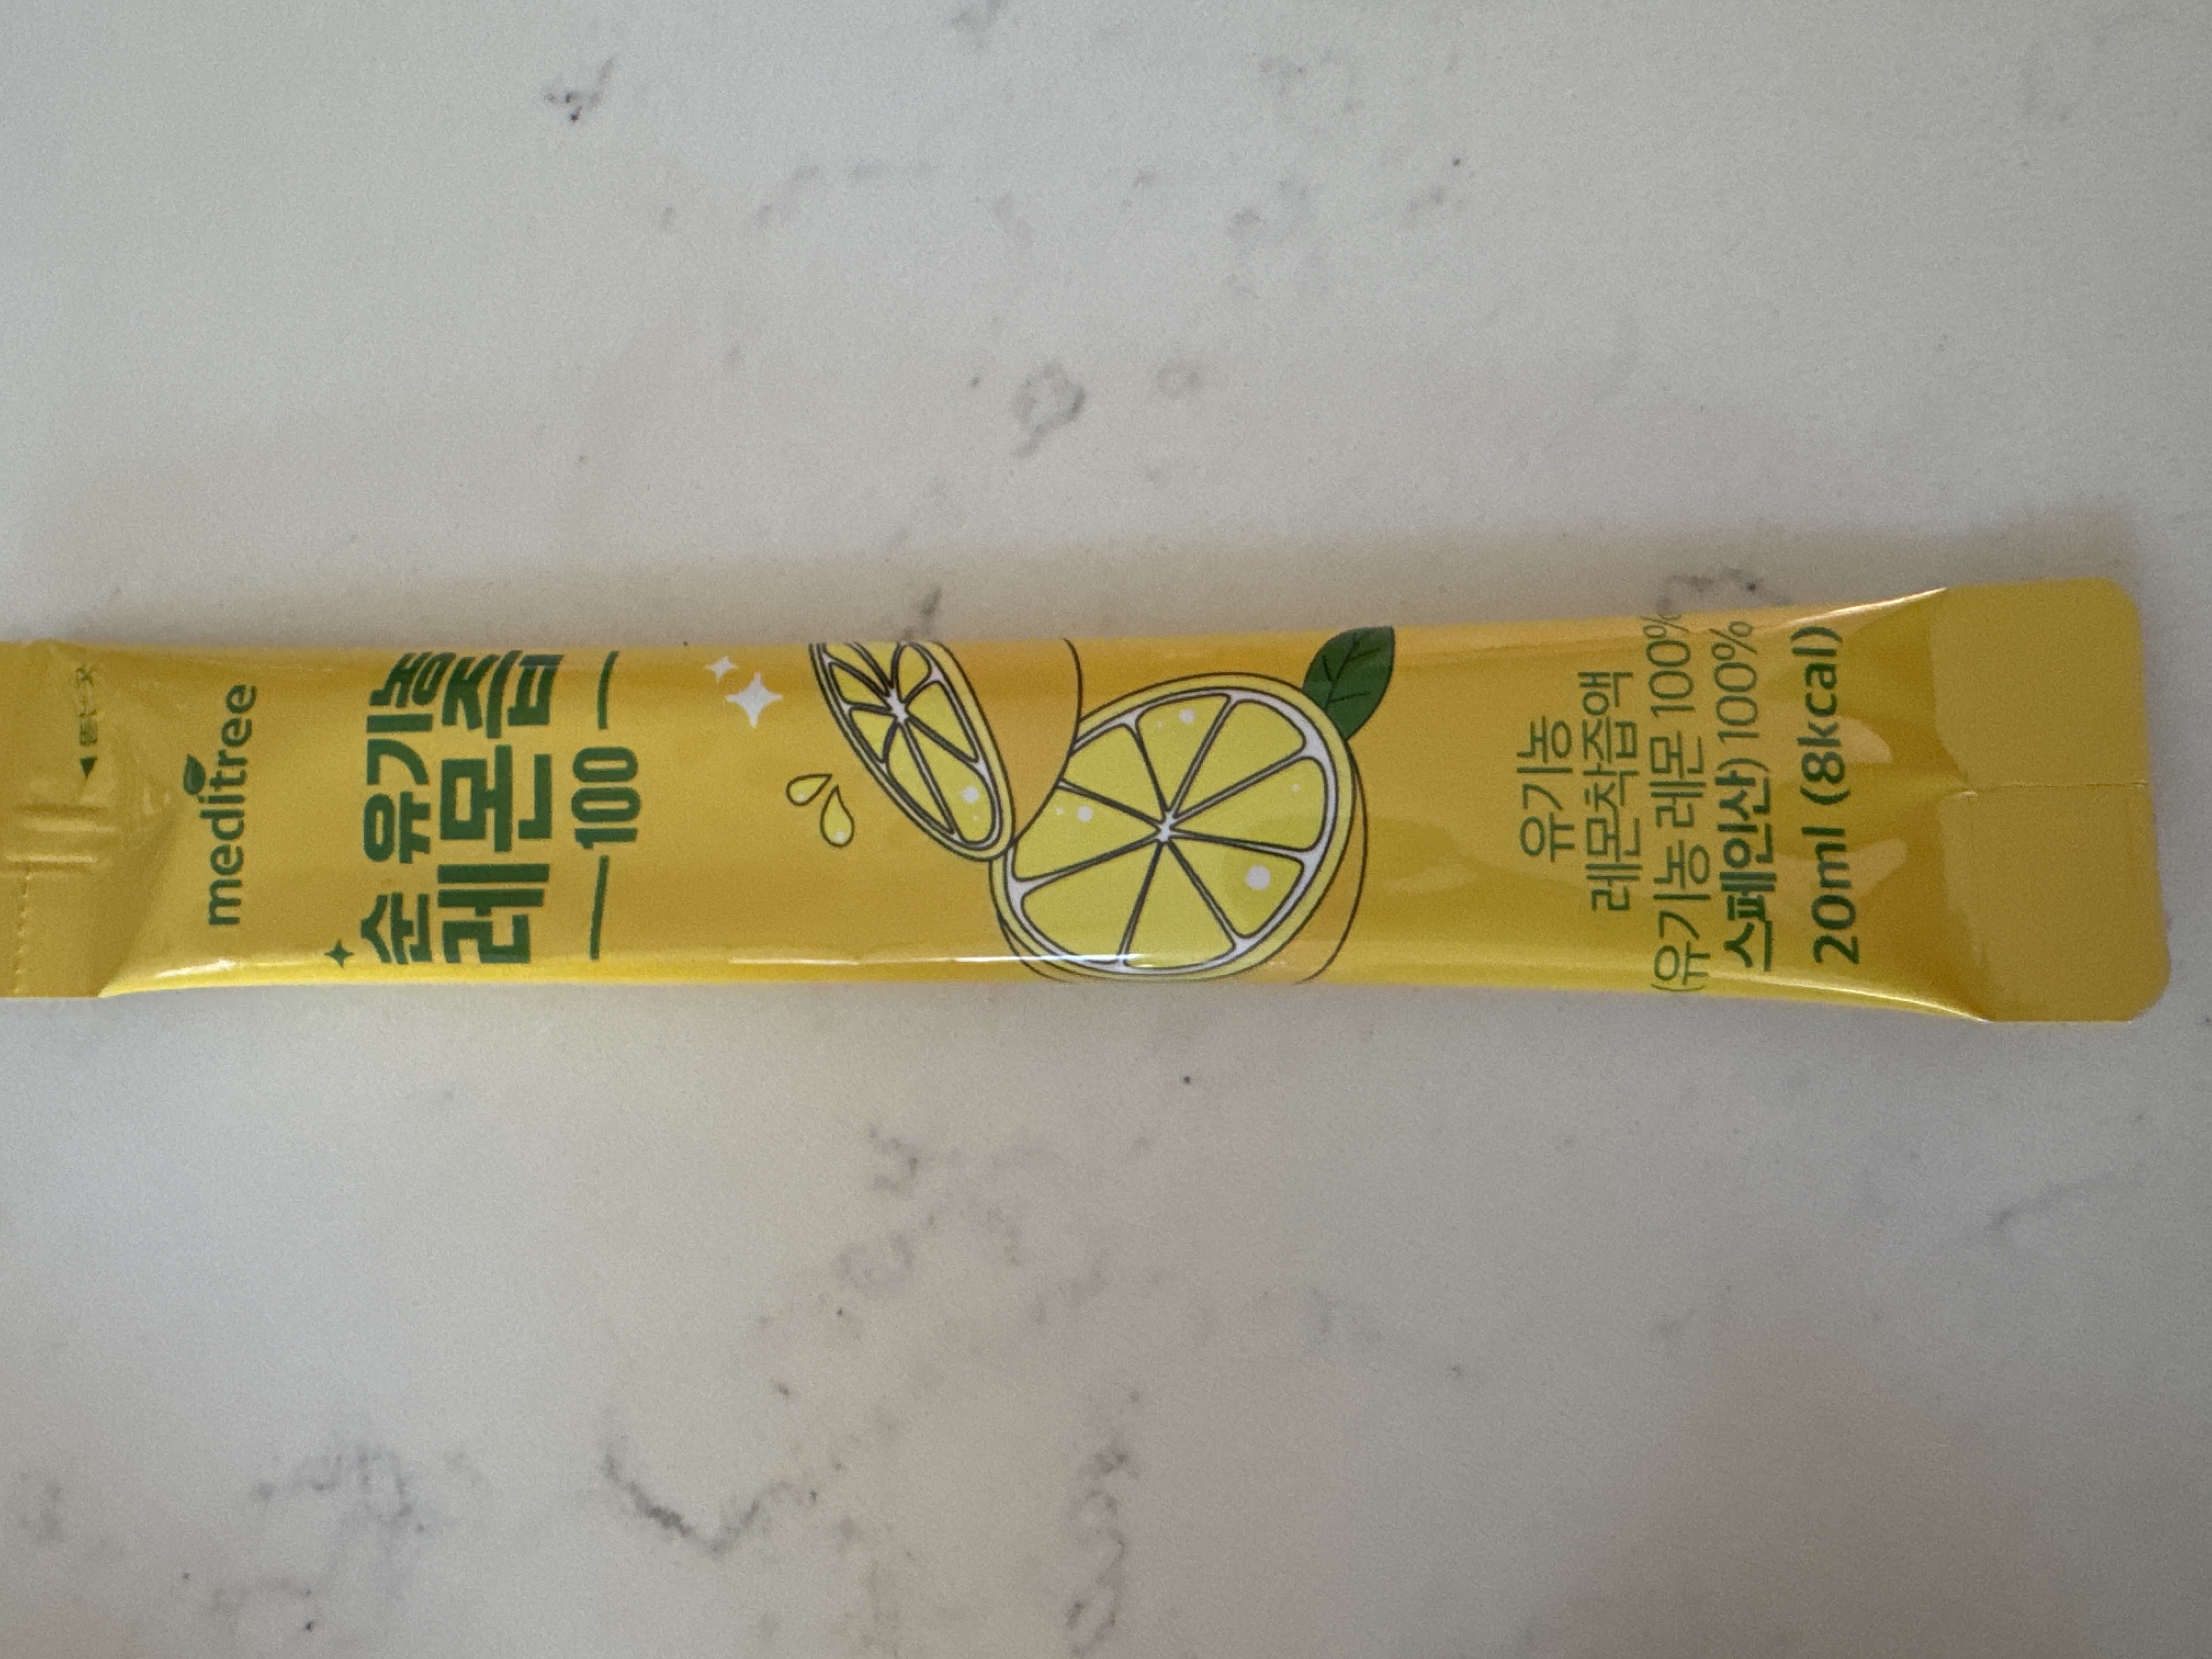 meditree
순 유기농
레몬즙
100
유기농
레몬착즙액
(유기농 레몬 100%
스페인산) 100%
20ml (8kcal)